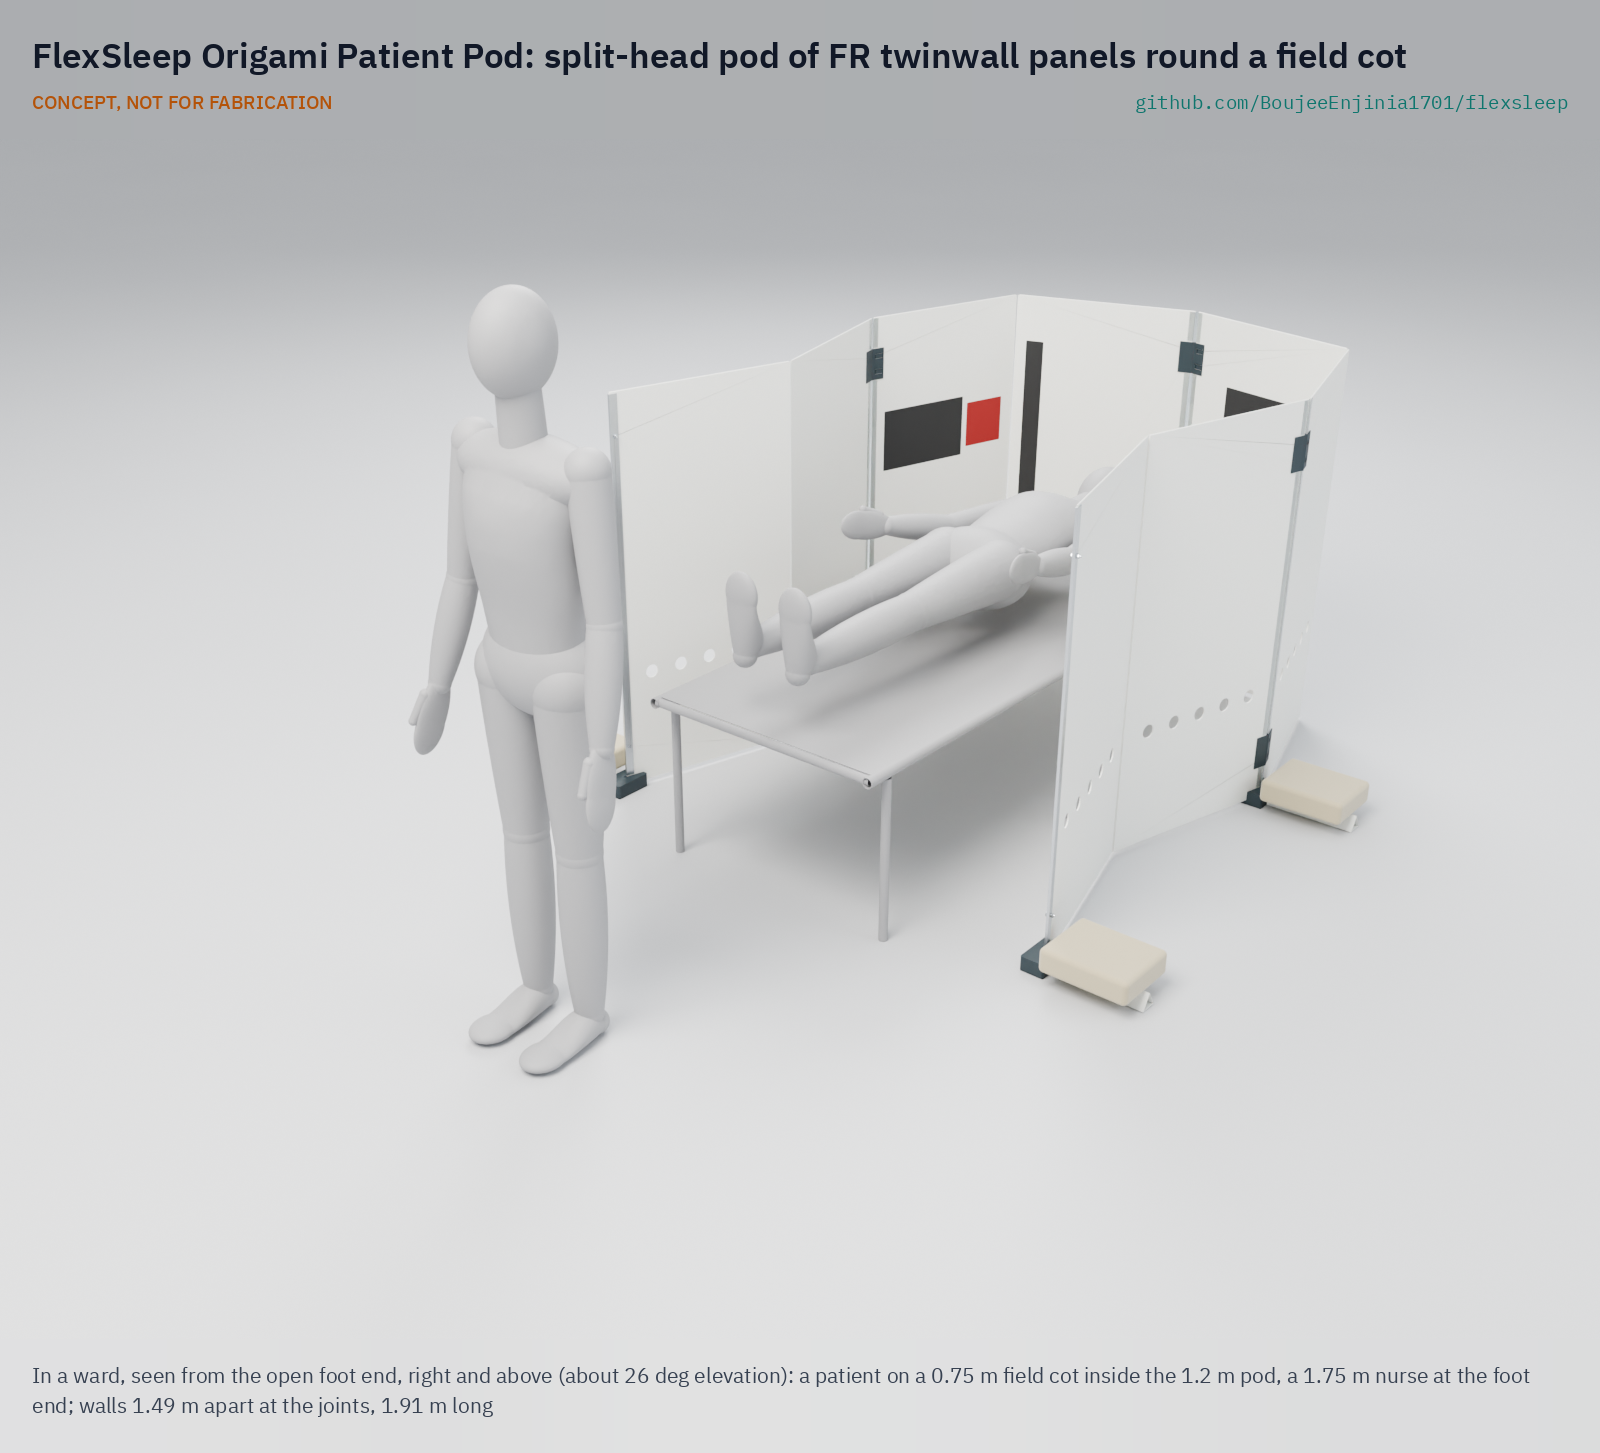 FlexSleep Origami Patient Pod: split-head pod of FR twinwall panels round a field cot
CONCEPT, NOT FOR FABRICATION
github.com/BoujeeEnjinia1701/flexsleep
In a ward, seen from the open foot end, right and above (about 26 deg elevation): a patient on a 0.75 m field cot inside the 1.2 m pod, a 1.75 m nurse at the foot
end; walls 1.49 m apart at the joints, 1.91 m long